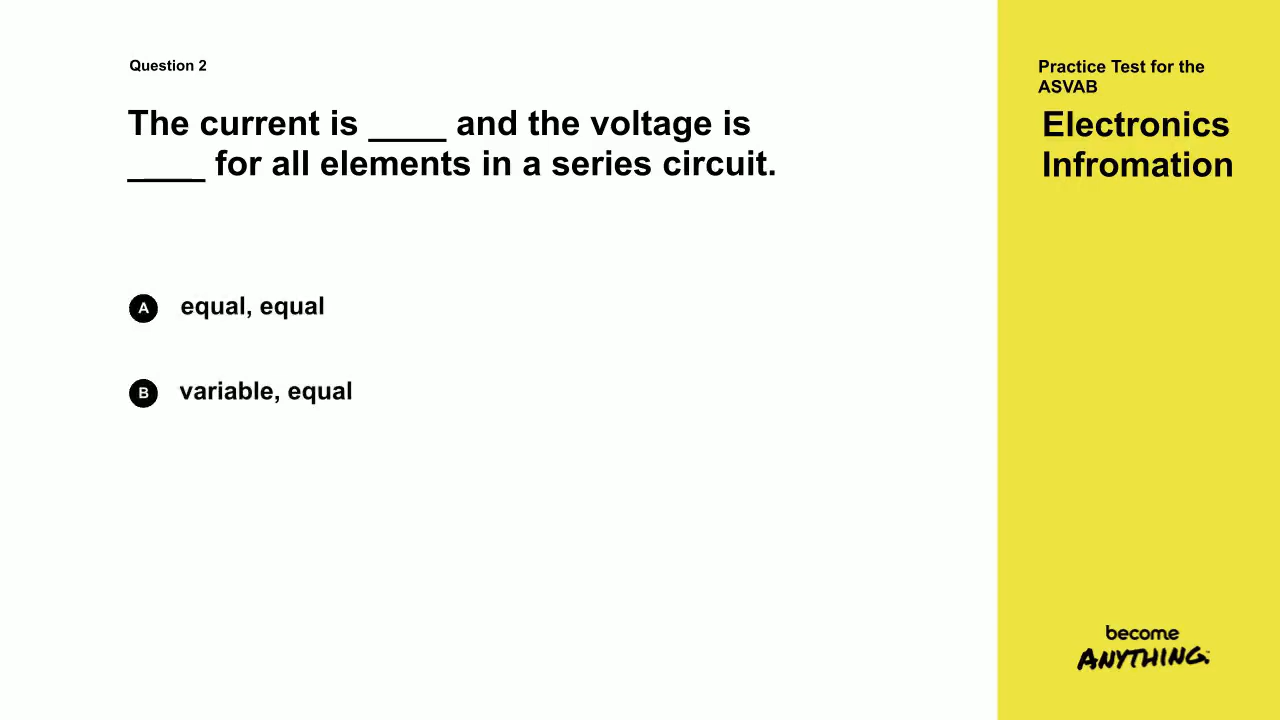 Question 2
The current is ____ and the voltage is
____ for all elements in a series circuit.
A equal, equal
B variable, equal
Practice Test for the
ASVAB
Electronics
Infromation
become
ANYTHING.